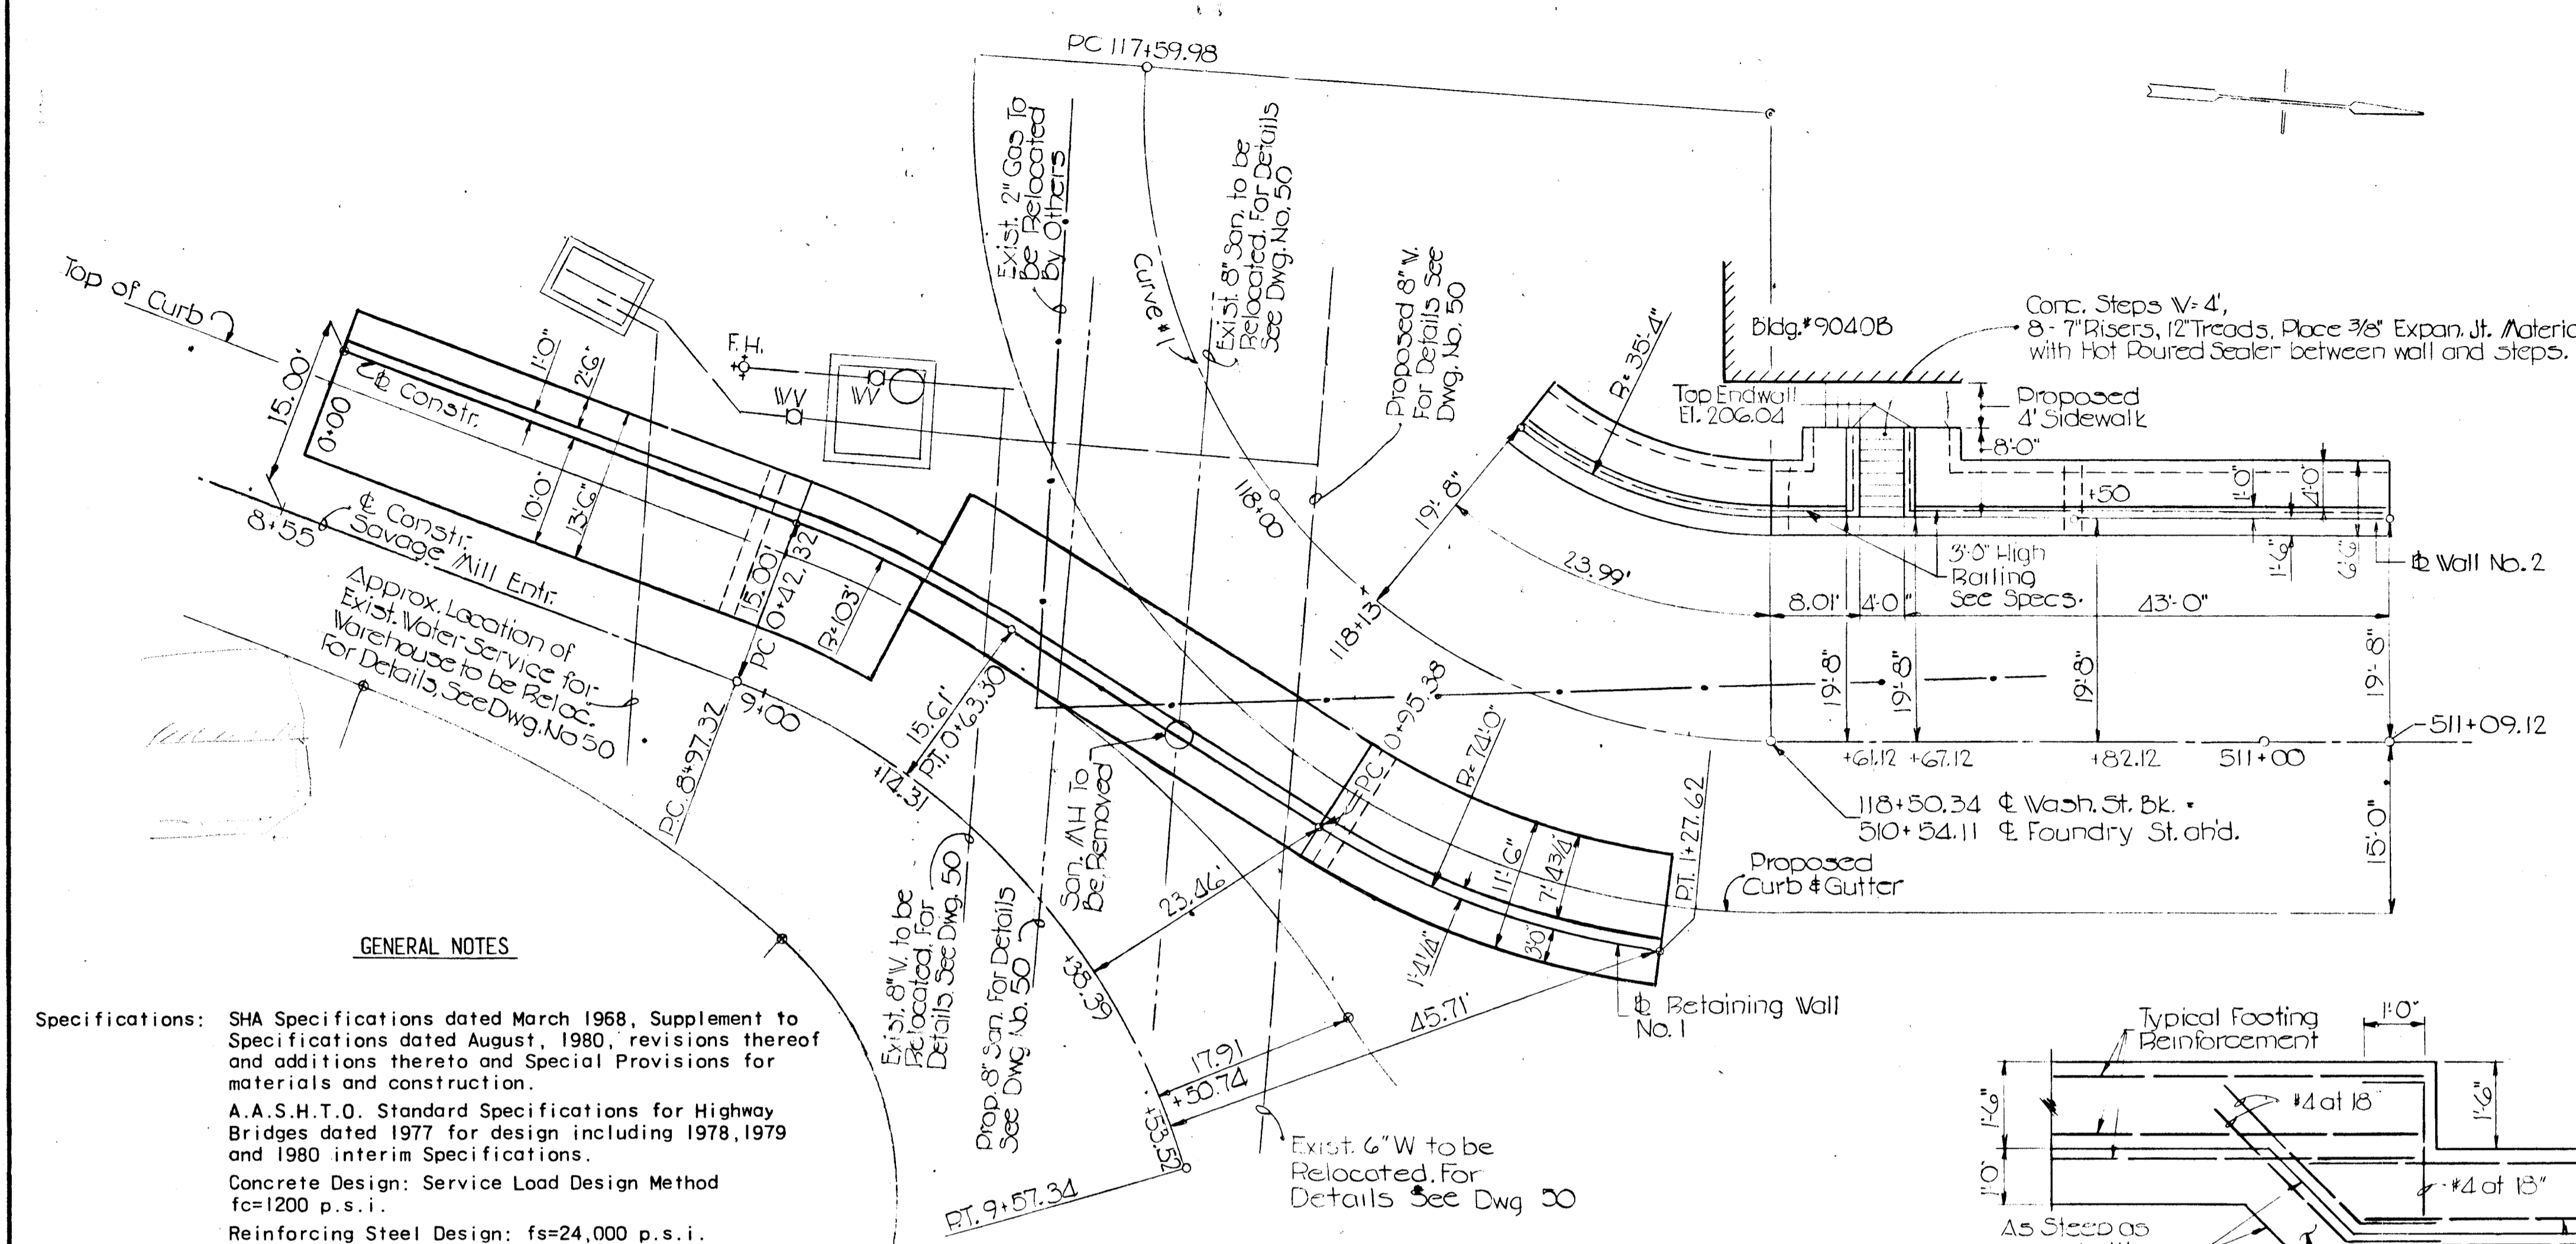 PC 117+59.98
Exist. 2" Gas To
be Relocated
By Others
Curve #1
Exist. 8" San. to be
Relocated. For Details
See Dwg. No. 50
Proposed 8" W.
For Details See
Dwg. No. 50
Top of Curb
15.00'
0+00
Constr.
1'-0"
2'-6"
10'-0"
13'-6"
F.H.
WV
W
8+55
℄ Constr.
Savage Mill Entr.
Approx. Location of
Exist. Water Service for
Warehouse to be Reloc.
For Details, See Dwg. No 50
15.00'
PC 0+42.32
R=103'
P.C. 8+97.32
9+00
15.61'
P.T. 0+63.30
+14.31
118+00
118+13
19'-8"
23.99'
R=35'-4"
Bldg.#9040B
Conc. Steps W=4',
8-7"Risers, 12"Treads, Place 3/8" Expan. Jt. Materia
with Hot Poured Sealer between wall and steps.
Top Endwall
El. 206.04
Proposed
4' Sidewalk
8'-0"
+50
1'-0"
4'-0"
1'-6"
6'-6"
Wall No. 2
3'-0" High
Railing
See Specs.
8.01'
4'-0"
43'-0"
19'-8"
19'-8"
19'-8"
19'-8"
511+09.12
+61.12
+67.12
+82.12
511+00
118+50.34 ℄ Wash. St. Bk. =
510+54.11 ℄ Foundry St. ah'd.
15'-0"
Proposed
Curb & Gutter
PC 0+95.38
R=74'-0"
11'-6"
7'-4 3/4"
1'-4 1/4"
3'-0"
P.T. 1+27.62
Retaining Wall
No. 1
San. MH To
Be Removed
Exist. 8" W. to be
Relocated. For
Details. See Dwg. 50
Prop. 8" San. For Details
See Dwg No. 50
23.46'
+38.39
17.91
+50.74
45.71'
+53.52
P.T. 9+57.34
Exist. 6" W to be
Relocated. For
Details See Dwg 50
GENERAL NOTES
Specifications: SHA Specifications dated March 1968, Supplement to
Specifications dated August, 1980, revisions thereof
and additions thereto and Special Provisions for
materials and construction.
A.A.S.H.T.O. Standard Specifications for Highway
Bridges dated 1977 for design including 1978,1979
and 1980 interim Specifications.
Concrete Design: Service Load Design Method
fc=1200 p.s.i.
Reinforcing Steel Design: fs=24,000 p.s.i.
Typical Footing
Reinforcement
1'-0"
1'-6"
1'-6"
#4 at 18"
1'-0"
#4 at 18"
As Steep as